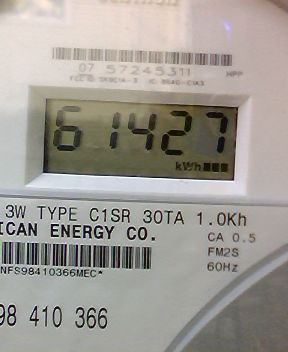 07 57245311 HPP
61427
kWh
3W TYPE C1SR 30TA 1.0Kh
ICAN ENERGY CO. CA 0.5
FM2S
NFS98410366MEC* 60Hz
98 410 366